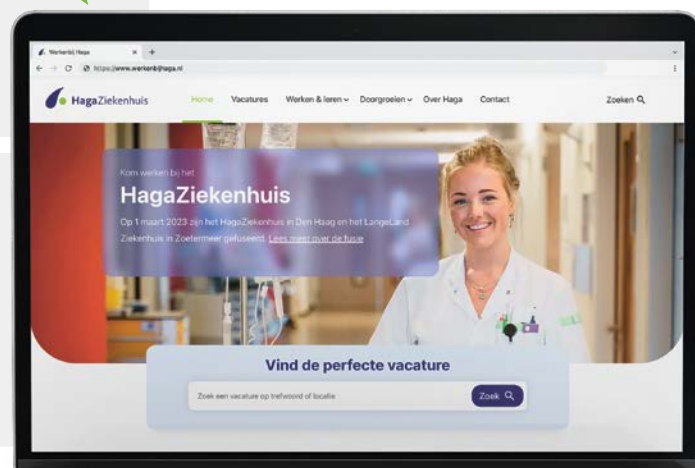 Werkenbij Haga
https://www.werkenbijhaga.nl
HagaZiekenhuis
Home Vacatures Werken & leren Doorgroeien Over Haga Contact Zoeken
Kom werken bij het
HagaZiekenhuis
Op 1 maart 2023 zijn het HagaZiekenhuis in Den Haag en het LangeLand
Ziekenhuis in Zoetermeer gefuseerd. Lees meer over de fusie
Vind de perfecte vacature
Zoek een vacature op trefwoord of locatie
Zoek